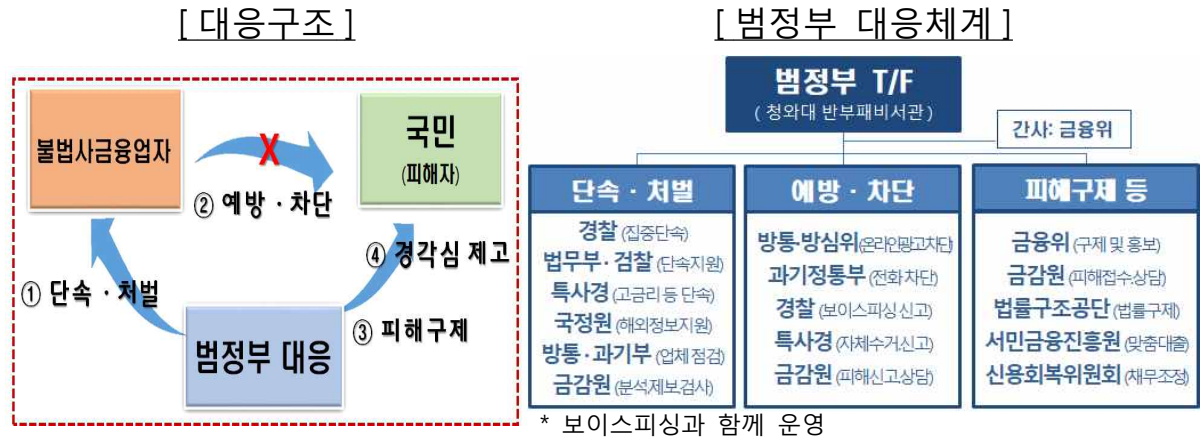 [ 대응구조 ]
불법사금융업자
X
국민
(피해자)
② 예방 · 차단
① 단속 · 처벌
④ 경각심 제고
③ 피해구제
범정부 대응
[ 범정부 대응체계 ]
범정부 T/F
( 청와대 반부패비서관 )
간사: 금융위
단속 · 처벌
경찰 (집중단속)
법무부 · 검찰 (단속지원)
특사경 (고금리 등 단속)
국정원 (해외정보지원)
방통 · 과기부 (업체 점검)
금감원 (분석제보검사)
예방 · 차단
방통·방심위(온라인광고차단)
과기정통부 (전화 차단)
경찰 (보이스피싱 신고)
특사경 (자체수거신고)
금감원 (피해신고상담)
피해구제 등
금융위 (구제 및 홍보)
금감원 (피해접수·상담)
법률구조공단 (법률구제)
서민금융진흥원 (맞춤대출)
신용회복위원회 (채무조정)
* 보이스피싱과 함께 운영